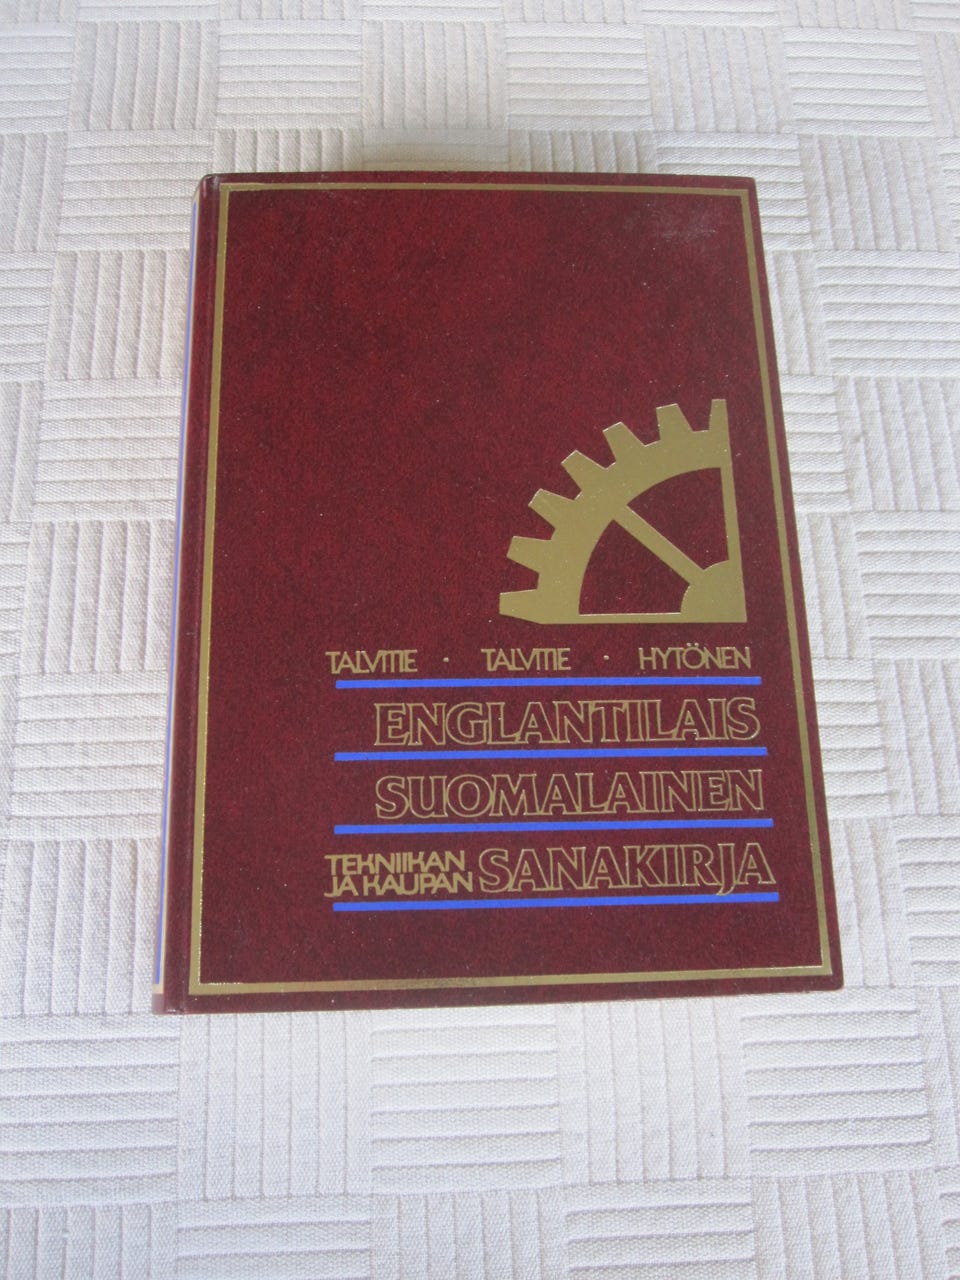 TALVITIE · TALVITIE · HYTÖNEN
ENGLANTILAIS
SUOMALAINEN
TEKNIIKAN
JA KAUPAN SANAKIRJA